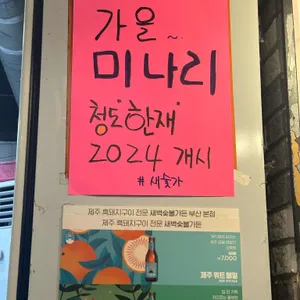 가을~
미나리
청도"한재"
2024 개시
# 새숯가
제주 흑돼지구이 전문 새벽숯불가든 부산 본점
제주 흑돼지구이 전문 새벽숯불가든
₩7,000
제주 위트 에일